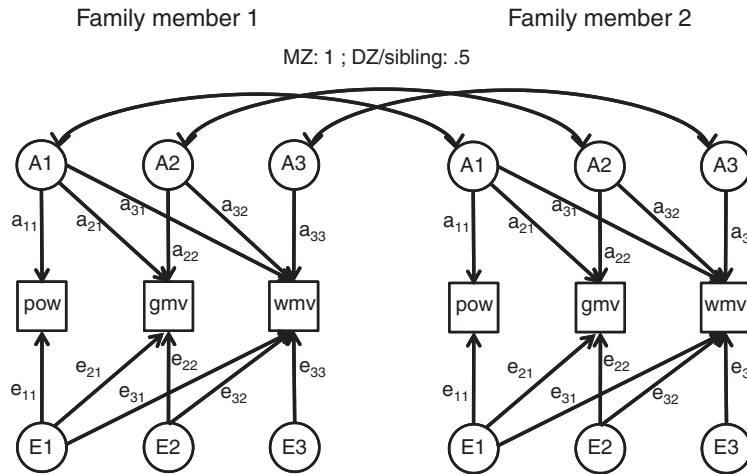 Family member 1 Family member 2
MZ: 1 ; DZ/sibling: .5
A1 A2 A3 A1 A2 A3
a11 a21 a31 a32 a11 a21 a31 a32
a22 a33 a22 a3
pow gmv wmv pow gmv wmv
e11 e21 e31 e22 e32 e33 e11 e21 e31 e22 e32 e3
E1 E2 E3 E1 E2 E3